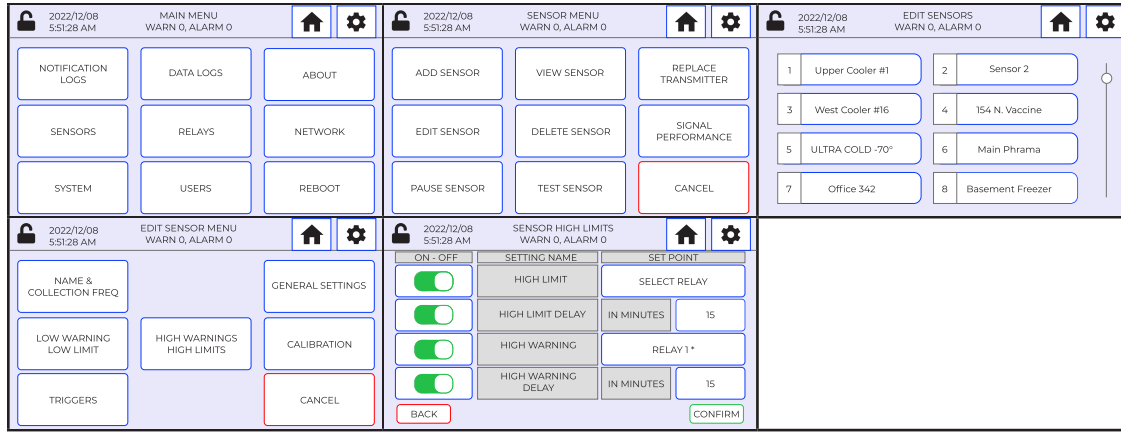 2022/12/08
5:51:28 AM
MAIN MENU
WARN 0, ALARM 0
NOTIFICATION
LOGS
DATA LOGS
ABOUT
SENSORS
RELAYS
NETWORK
SYSTEM
USERS
REBOOT
2022/12/08
5:51:28 AM
SENSOR MENU
WARN 0, ALARM 0
ADD SENSOR
VIEW SENSOR
REPLACE
TRANSMITTER
EDIT SENSOR
DELETE SENSOR
SIGNAL
PERFORMANCE
PAUSE SENSOR
TEST SENSOR
CANCEL
2022/12/08
5:51:28 AM
EDIT SENSORS
WARN 0, ALARM 0
1 Upper Cooler #1
2 Sensor 2
3 West Cooler #16
4 154 N. Vaccine
5 ULTRA COLD -70°
6 Main Phrama
7 Office 342
8 Basement Freezer
2022/12/08
5:51:28 AM
EDIT SENSOR MENU
WARN 0, ALARM 0
NAME &
COLLECTION FREQ
GENERAL SETTINGS
LOW WARNING
LOW LIMIT
HIGH WARNINGS
HIGH LIMITS
CALIBRATION
TRIGGERS
CANCEL
2022/12/08
5:51:28 AM
SENSOR HIGH LIMITS
WARN 0, ALARM 0
ON - OFF SETTING NAME SET POINT
HIGH LIMIT SELECT RELAY
HIGH LIMIT DELAY IN MINUTES 15
HIGH WARNING RELAY 1 *
HIGH WARNING
DELAY
IN MINUTES 15
BACK CONFIRM